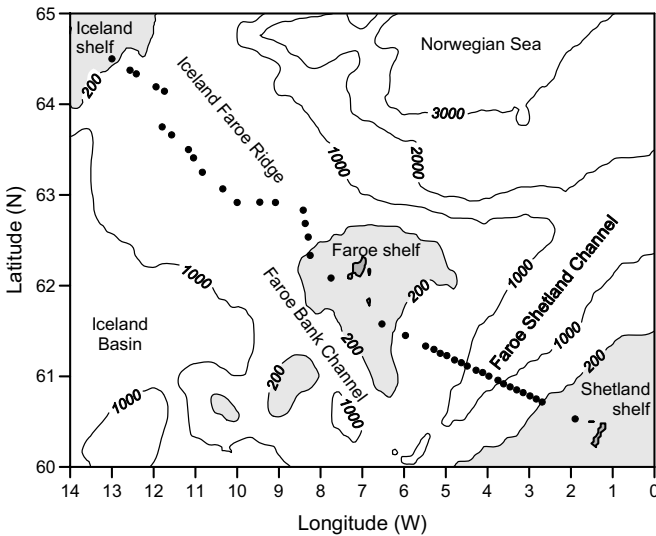 65
64
63
62
61
60
Latitude (N)
Iceland
shelf
200
Iceland Faroe Ridge
Norwegian Sea
3000
2000
1000
1000
Faroe shelf
200
200
Faroe Bank Channel
1000
Faroe Shetland Channel
1000
200
Iceland
Basin
1000
200
1000
Shetland
shelf
14 13 12 11 10 9 8 7 6 5 4 3 2 1 0
Longitude (W)